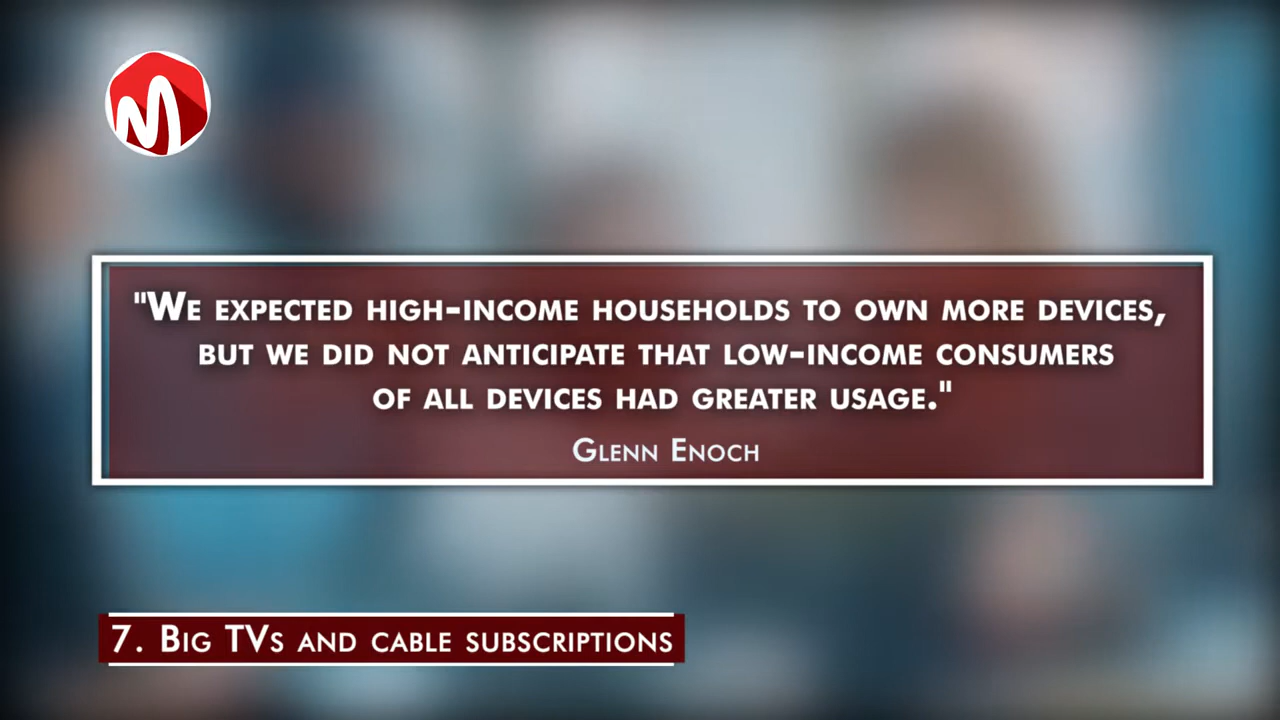 "We expected high-income households to own more devices,
but we did not anticipate that low-income consumers
of all devices had greater usage."
Glenn Enoch
7. Big TVs and cable subscriptions